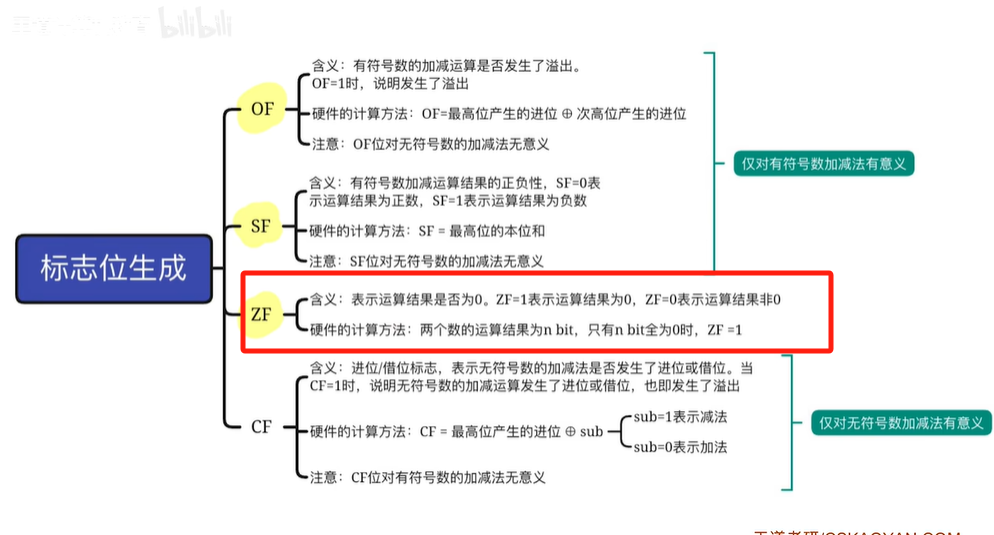 bilibili
标志位生成
OF
含义：有符号数的加减运算是否发生了溢出。
OF=1时，说明发生了溢出
硬件的计算方法：OF=最高位产生的进位 ⊕ 次高位产生的进位
注意：OF位对无符号数的加减法无意义
SF
含义：有符号数加减运算结果的正负性，SF=0表
示运算结果为正数，SF=1表示运算结果为负数
硬件的计算方法：SF = 最高位的本位和
注意：SF位对无符号数的加减法无意义
仅对有符号数加减法有意义
ZF
含义：表示运算结果是否为0。ZF=1表示运算结果为0，ZF=0表示运算结果非0
硬件的计算方法：两个数的运算结果为n bit，只有n bit全为0时，ZF =1
CF
含义：进位/借位标志，表示无符号数的加减法是否发生了进位或借位。当
CF=1时，说明无符号数的加减运算发生了进位或借位，也即发生了溢出
硬件的计算方法：CF = 最高位产生的进位 ⊕ sub
sub=1表示减法
sub=0表示加法
注意：CF位对有符号数的加减法无意义
仅对无符号数加减法有意义